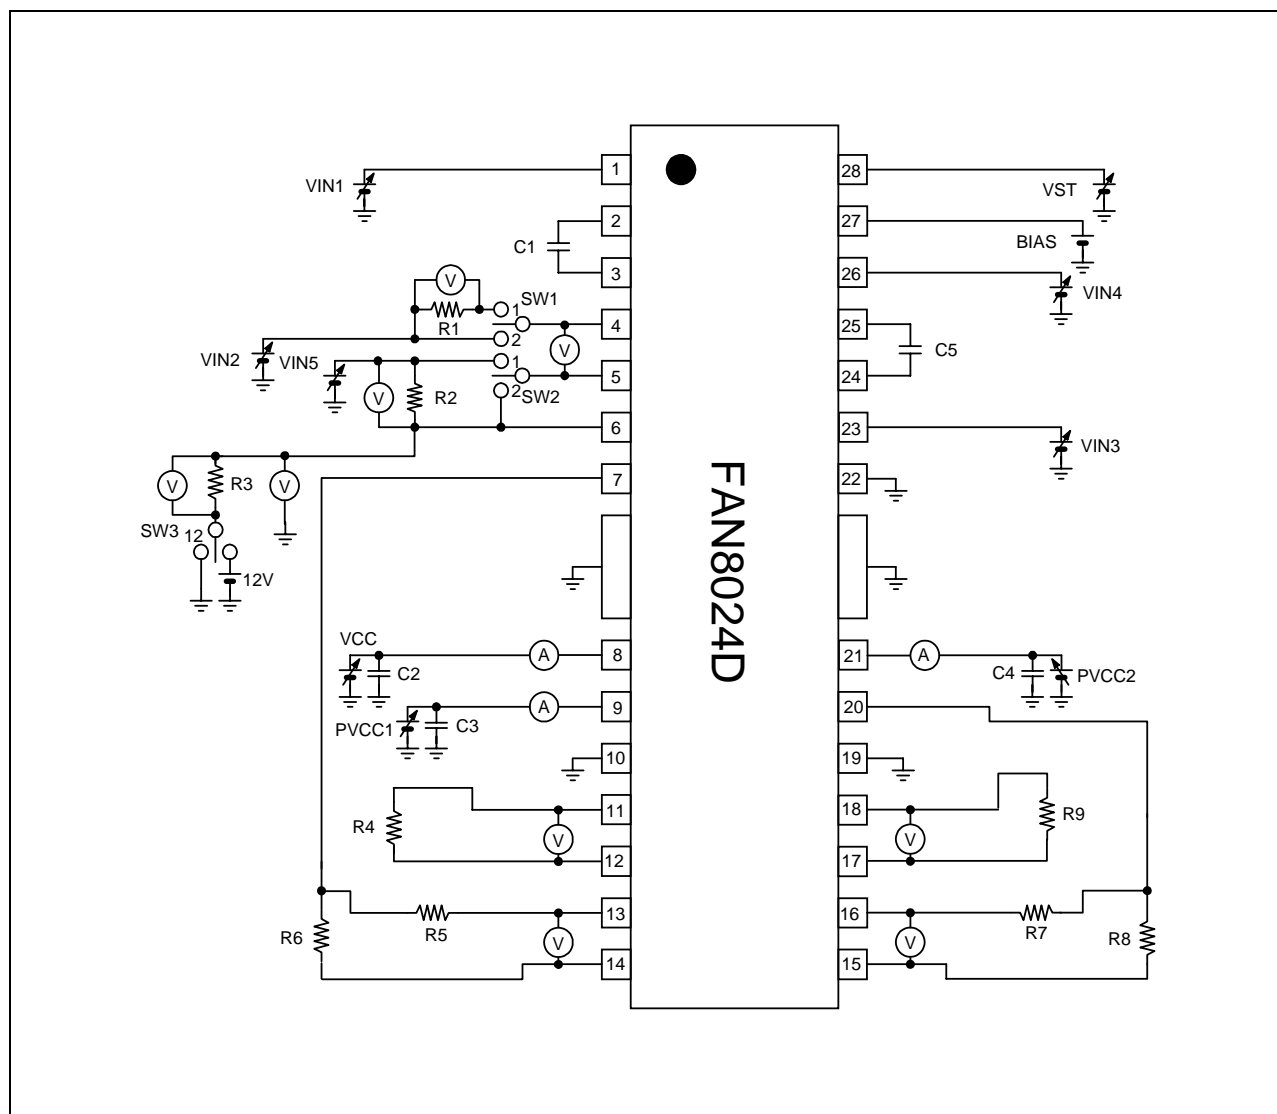 1
28
VIN1
VST
2
27
C1
BIAS
3
26
VIN4
V
SW1
1
R1
4
25
2
V
C5
VIN2
VIN5
1
5
24
V
R2
2
SW2
6
23
VIN3
V
R3
V
7
22
SW3
12
12V
FAN8024D
VCC
A
8
21
A
C4
PVCC2
C2
PVCC1
C3
A
9
20
10
19
11
18
R4
V
V
R9
12
17
13
16
R5
R7
R6
V
V
R8
14
15